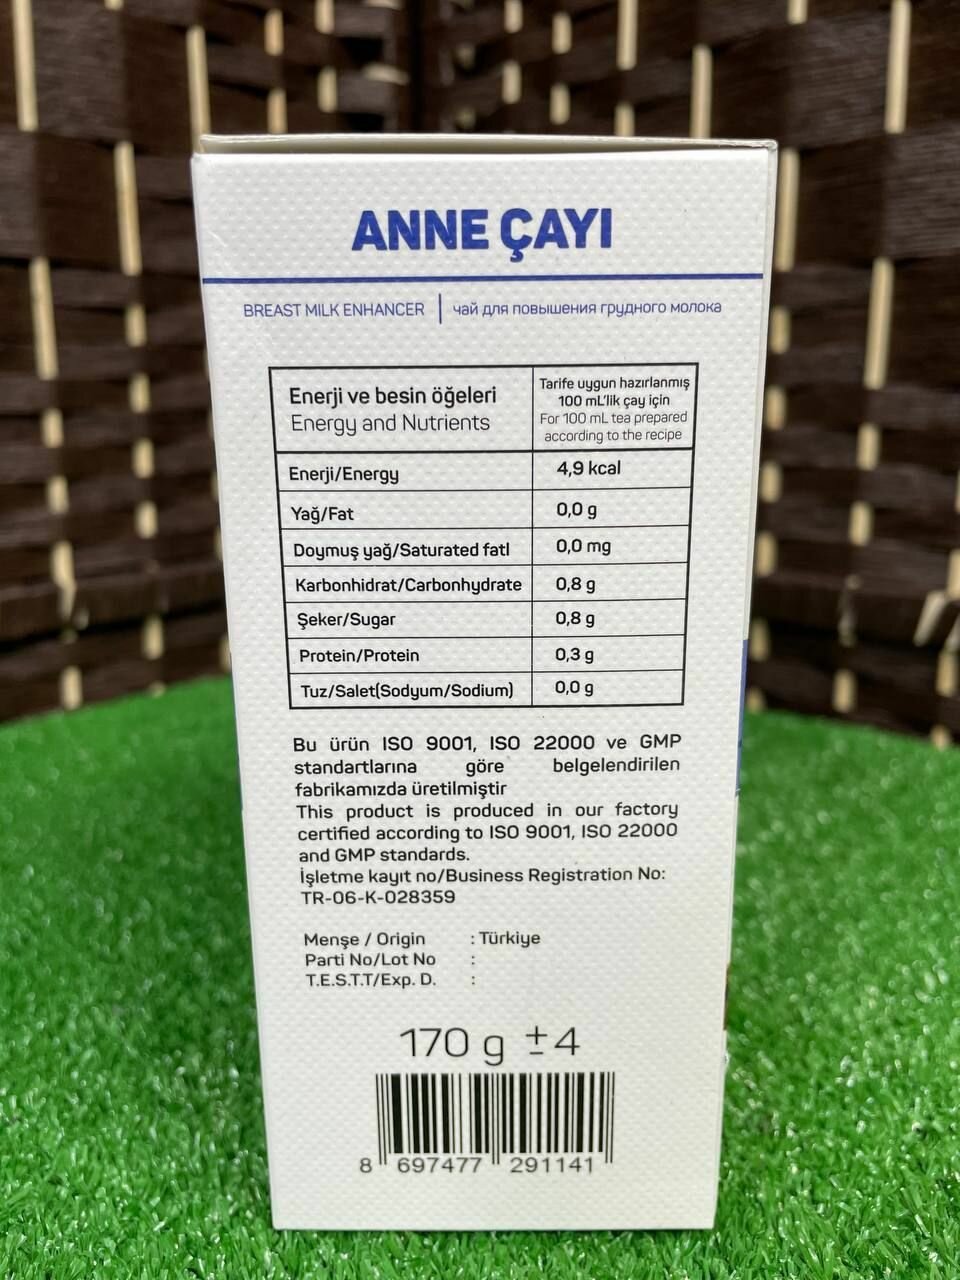 ANNE ÇAYI
BREAST MILK ENHANCER | чай для повышения грудного молока
Enerji ve besin öğeleri
Energy and Nutrients
Tarife uygun hazırlanmış
100 mL'lik çay için
For 100 mL tea prepared
according to the recipe
Enerji/Energy 4,9 kcal
Yağ/Fat 0,0 g
Doymuş yağ/Saturated fatl 0,0 mg
Karbonhidrat/Carbonhydrate 0,8 g
Şeker/Sugar 0,8 g
Protein/Protein 0,3 g
Tuz/Salet(Sodyum/Sodium) 0,0 g
Bu ürün ISO 9001, ISO 22000 ve GMP
standartlarına göre belgelendirilen
fabrikamızda üretilmiştir
This product is produced in our factory
certified according to ISO 9001, ISO 22000
and GMP standards.
İşletme kayıt no/Business Registration No:
TR-06-K-028359
Menşe / Origin : Türkiye
Parti No/Lot No :
T.E.S.T.T/Exp. D. :
170 g ±4
8 697477 291141